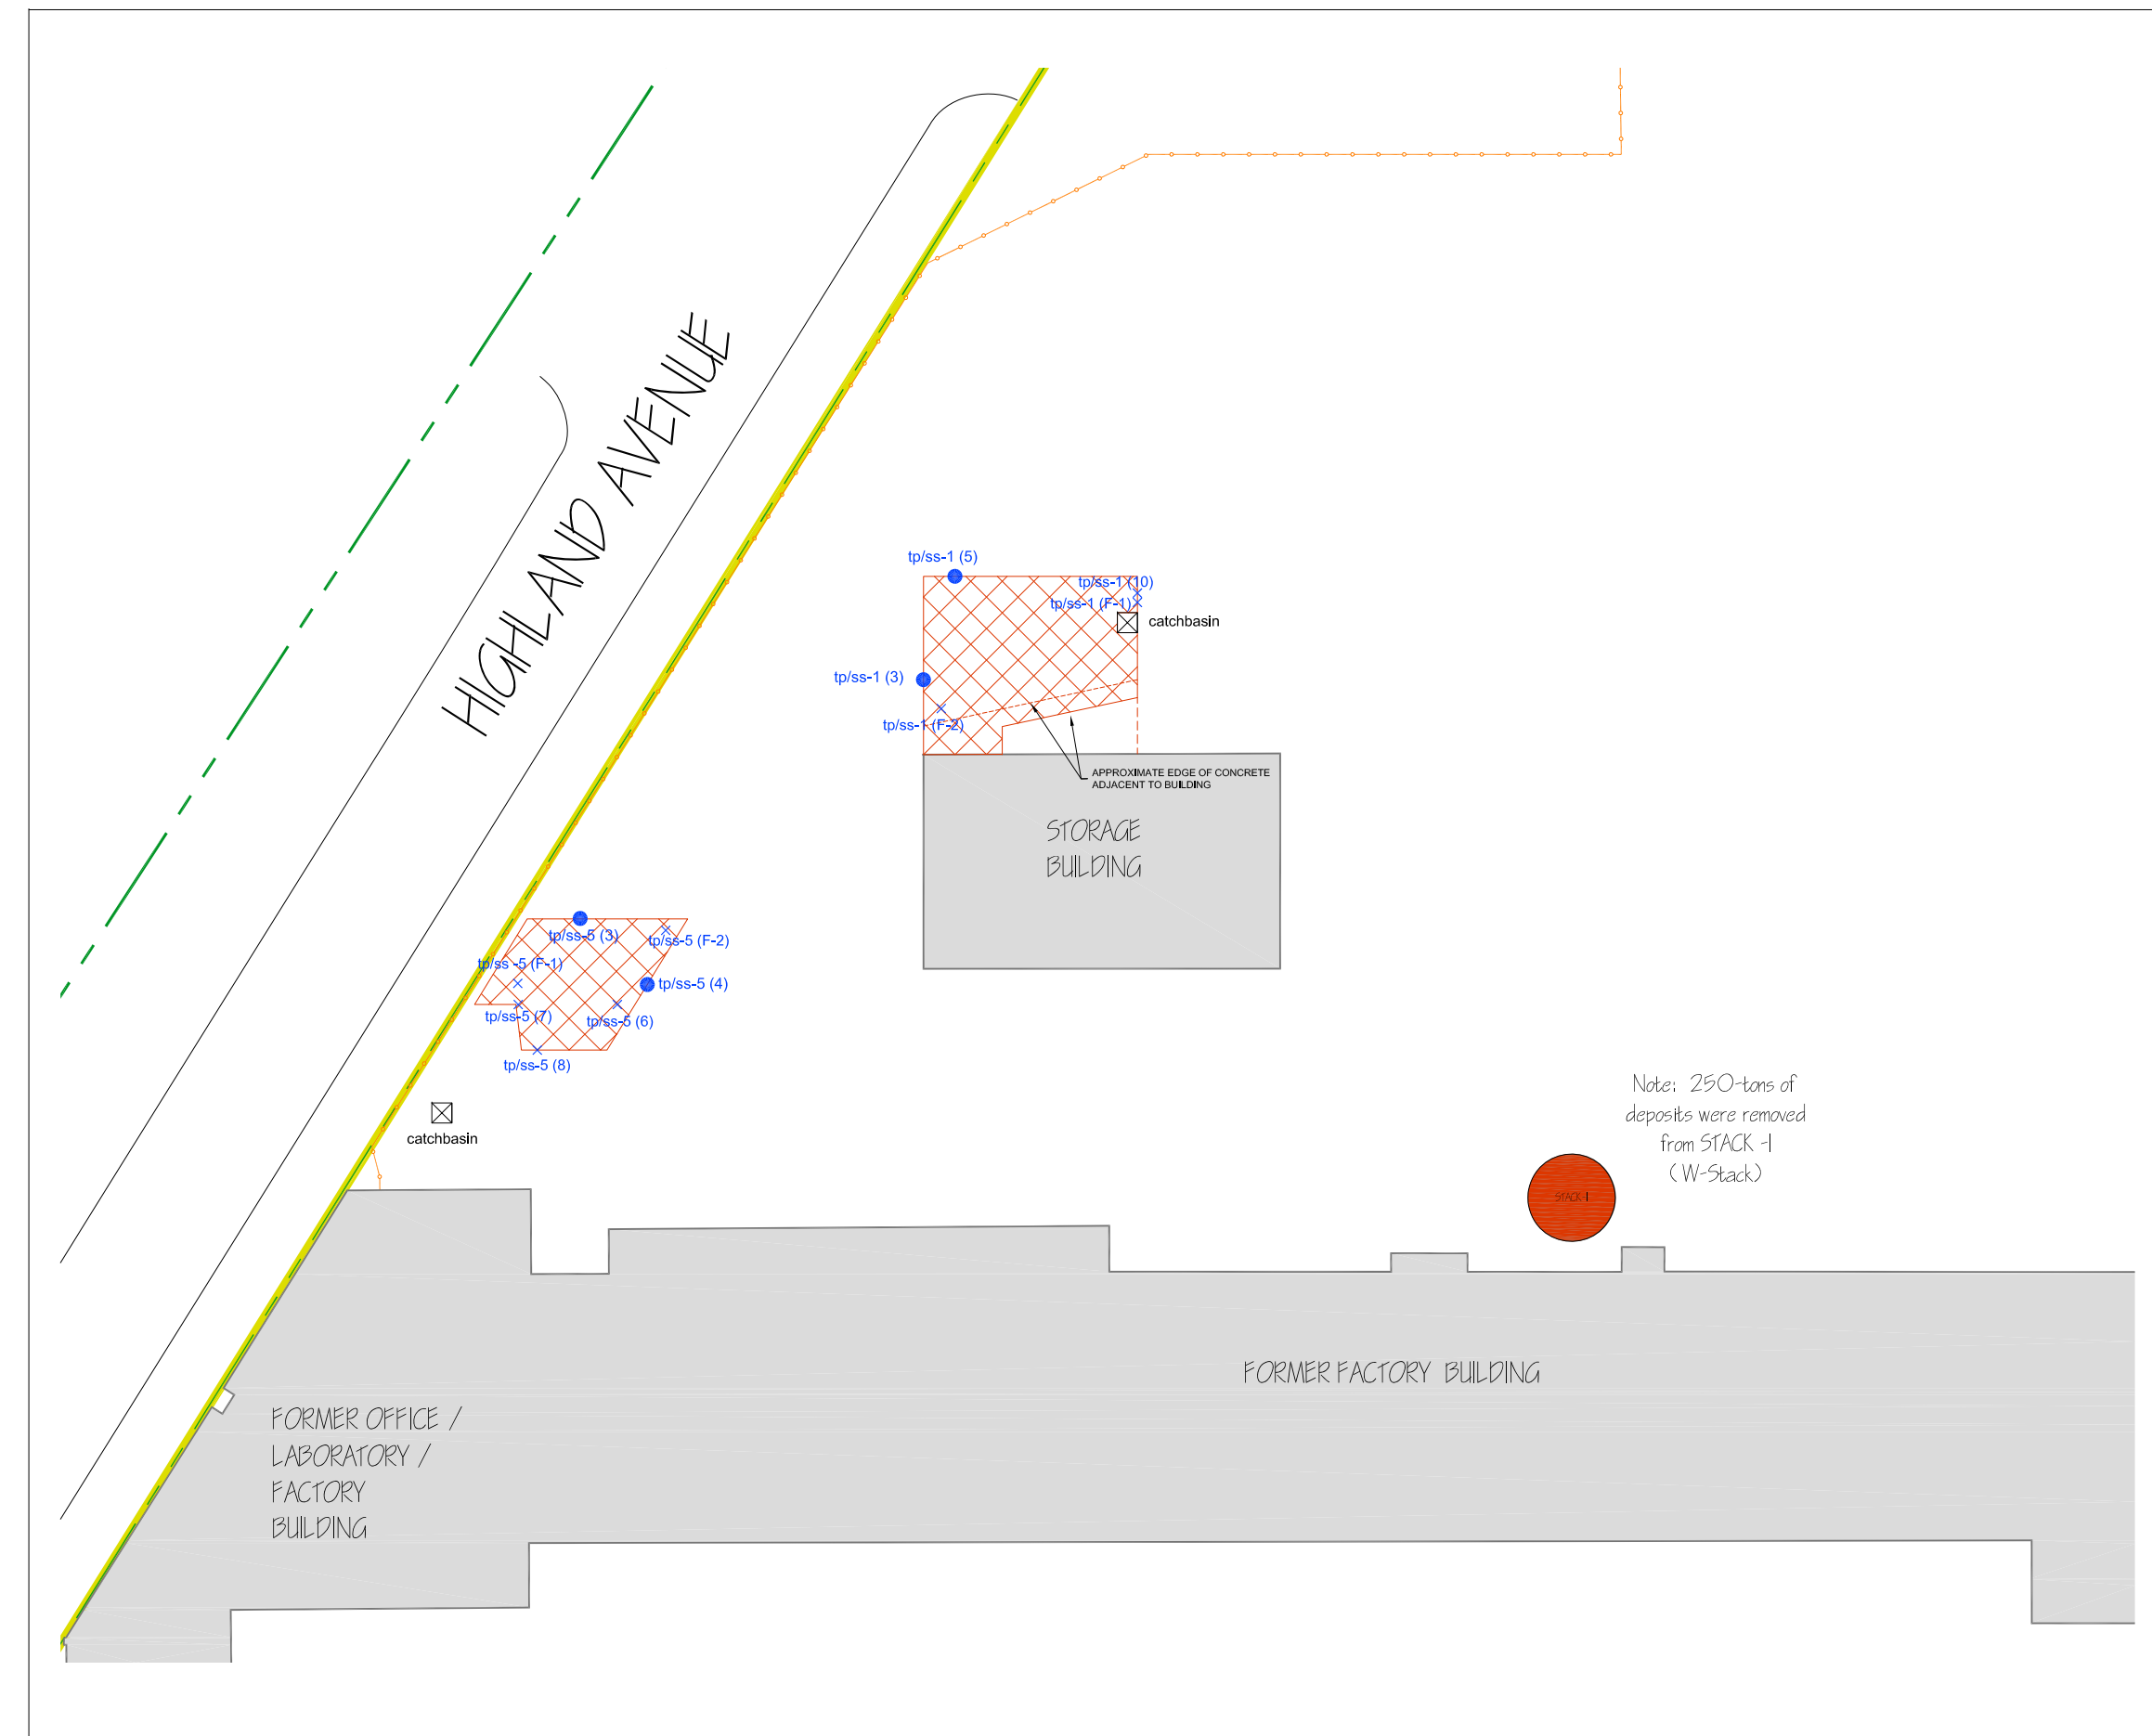 HIGHLAND AVENUE
tp/ss-1 (5)
tp/ss-1 (10)
tp/ss-1 (F-1)
catchbasin
tp/ss-1 (3)
tp/ss-1 (F-2)
APPROXIMATE EDGE OF CONCRETE
ADJACENT TO BUILDING
STORAGE
BUILDING
tp/ss-5 (3)
tp/ss-5 (F-2)
tp/ss -5 (F-1)
tp/ss-5 (4)
tp/ss-5 (7)
tp/ss-5 (6)
tp/ss-5 (8)
catchbasin
Note: 250-tons of
deposits were removed
from STACK -1
( W-Stack)
STACK-1
FORMER FACTORY BUILDING
FORMER OFFICE /
LABORATORY /
FACTORY
BUILDING